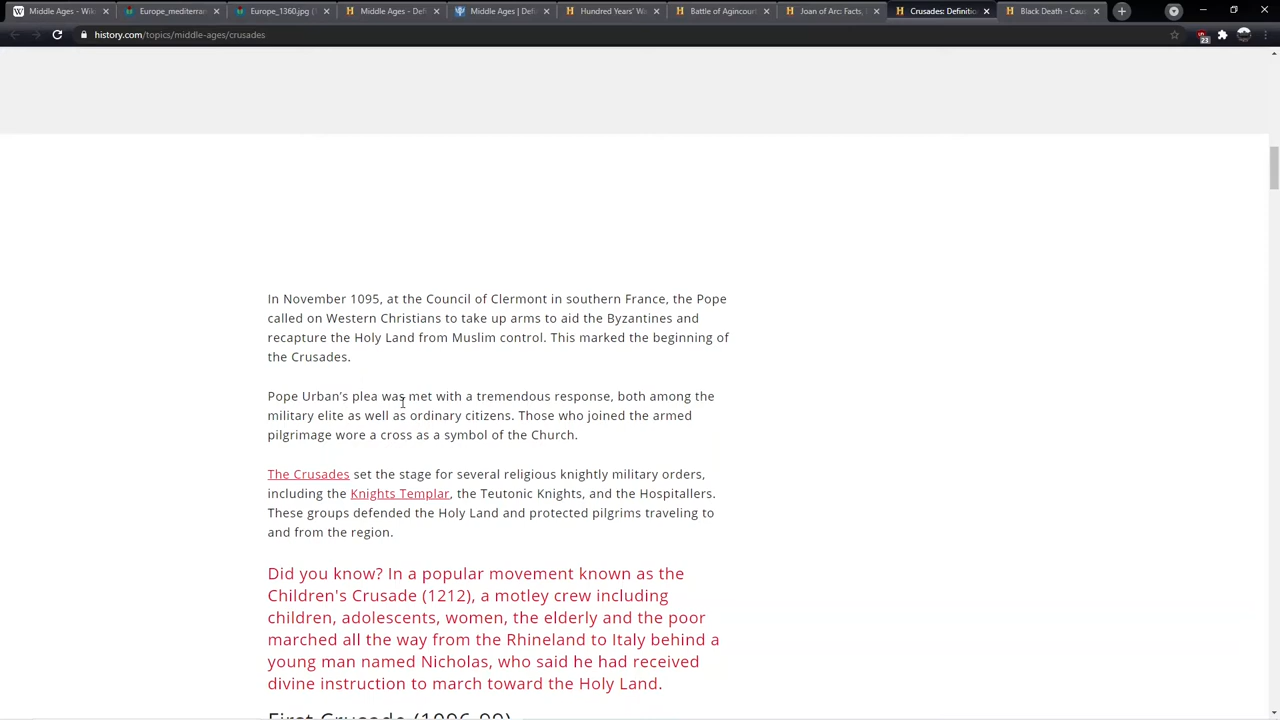 Middle Ages - Wiki
Europe_mediterran
Europe_1360.jpg (1
Middle Ages - Defi
Middle Ages | Defi
Hundred Years' Wa
Battle of Agincourt
Joan of Arc: Facts,
Crusades: Definitio
Black Death - Cau
history.com/topics/middle-ages/crusades
23
In November 1095, at the Council of Clermont in southern France, the Pope
called on Western Christians to take up arms to aid the Byzantines and
recapture the Holy Land from Muslim control. This marked the beginning of
the Crusades.
Pope Urban's plea was met with a tremendous response, both among the
military elite as well as ordinary citizens. Those who joined the armed
pilgrimage wore a cross as a symbol of the Church.
The Crusades set the stage for several religious knightly military orders,
including the Knights Templar, the Teutonic Knights, and the Hospitallers.
These groups defended the Holy Land and protected pilgrims traveling to
and from the region.
Did you know? In a popular movement known as the
Children's Crusade (1212), a motley crew including
children, adolescents, women, the elderly and the poor
marched all the way from the Rhineland to Italy behind a
young man named Nicholas, who said he had received
divine instruction to march toward the Holy Land.
First Crusade (1096-99)